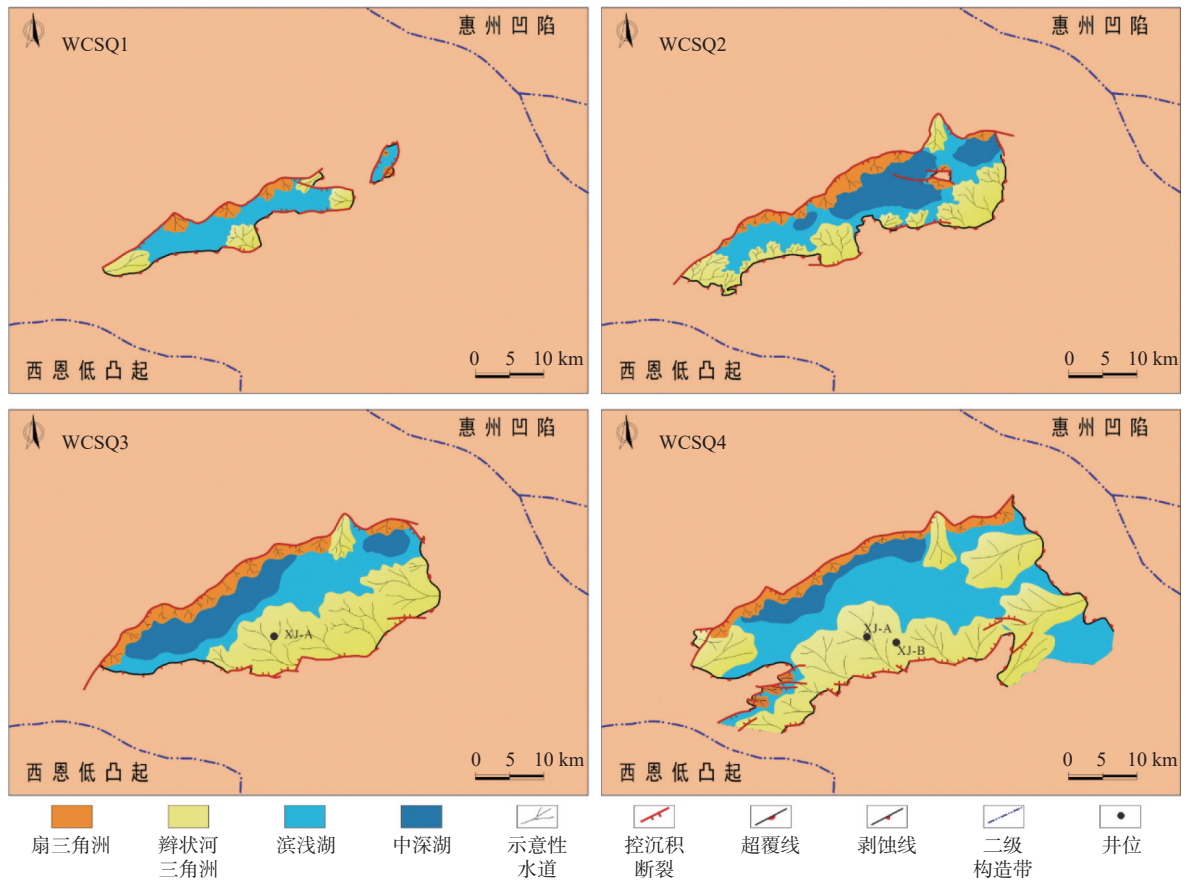 惠州凹陷
WCSQ1
西恩低凸起
0 5 10 km
惠州凹陷
WCSQ2
西恩低凸起
0 5 10 km
惠州凹陷
WCSQ3
XJ-A
西恩低凸起
0 5 10 km
惠州凹陷
WCSQ4
XJ-A
XJ-B
西恩低凸起
0 5 10 km
扇三角洲
辫状河
三角洲
滨浅湖
中深湖
示意性
水道
控沉积
断裂
超覆线
剥蚀线
二级
构造带
井位